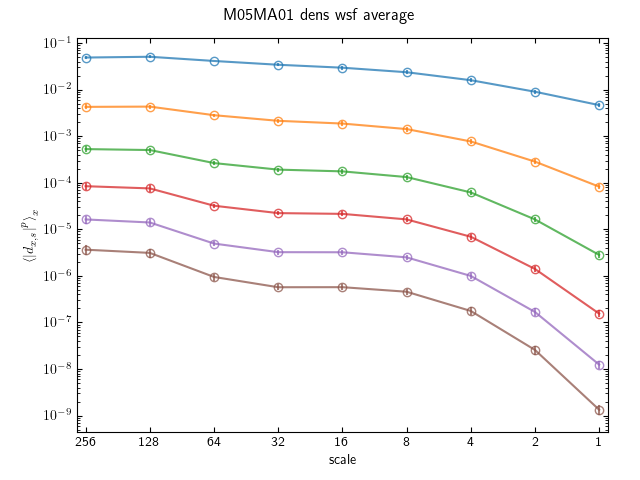 M05MA01 dens wsf average
10⁻¹
10⁻²
10⁻³
10⁻⁴
10⁻⁵
10⁻⁶
10⁻⁷
10⁻⁸
10⁻⁹
⟨|d_{x,s}|^p⟩_x
256 128 64 32 16 8 4 2 1
scale